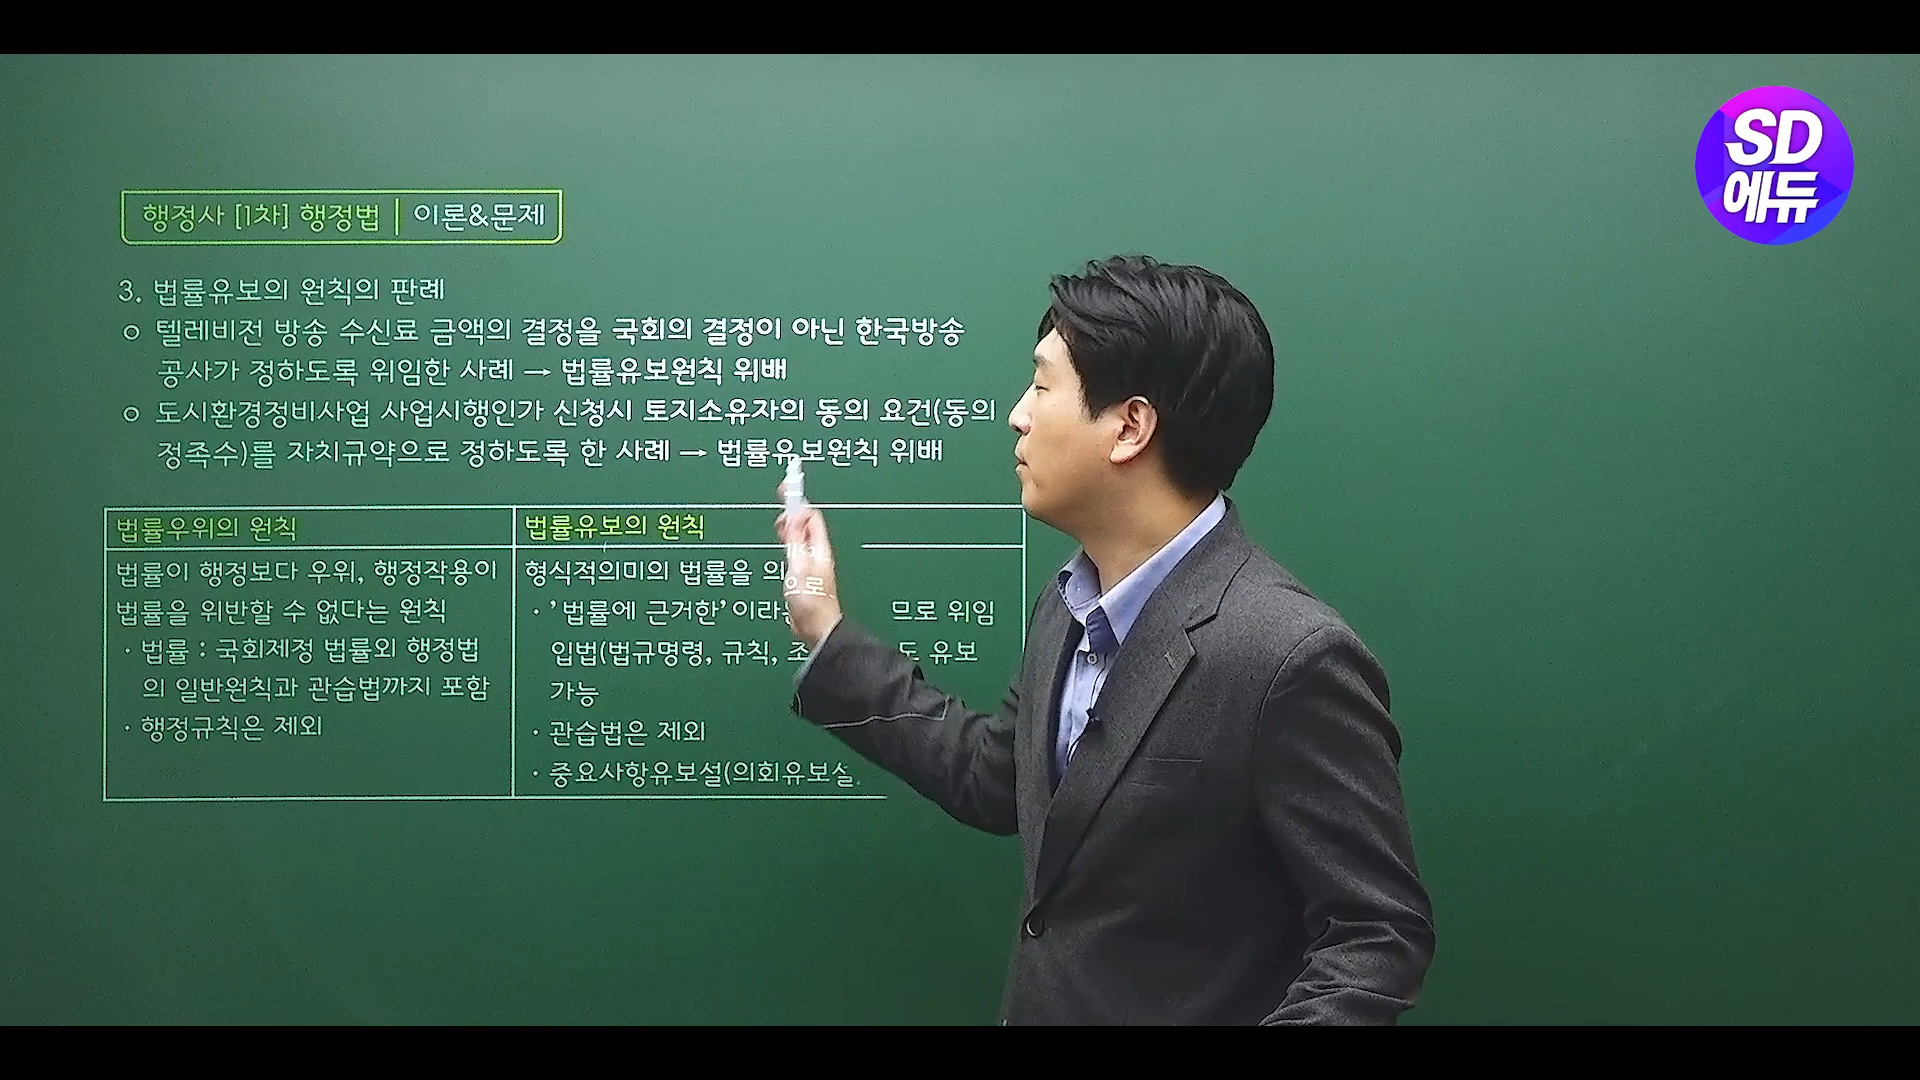 SD
에듀
행정사 [1차] 행정법 | 이론&문제
3. 법률유보의 원칙의 판례
○ 텔레비전 방송 수신료 금액의 결정을 국회의 결정이 아닌 한국방송
공사가 정하도록 위임한 사례 → 법률유보원칙 위배
○ 도시환경정비사업 사업시행인가 신청시 토지소유자의 동의 요건(동의
정족수)를 자치규약으로 정하도록 한 사례 → 법률유보원칙 위배
법률우위의 원칙
법률이 행정보다 우위, 행정작용이
법률을 위반할 수 없다는 원칙
· 법률 : 국회제정 법률외 행정법
의 일반원칙과 관습법까지 포함
· 행정규칙은 제외
법률유보의 원칙
형식적의미의 법률을 의
· '법률에 근거한'이라 으로 므로 위임
입법(법규명령, 규칙, 조 도 유보
가능
· 관습법은 제외
· 중요사항유보설(의회유보설